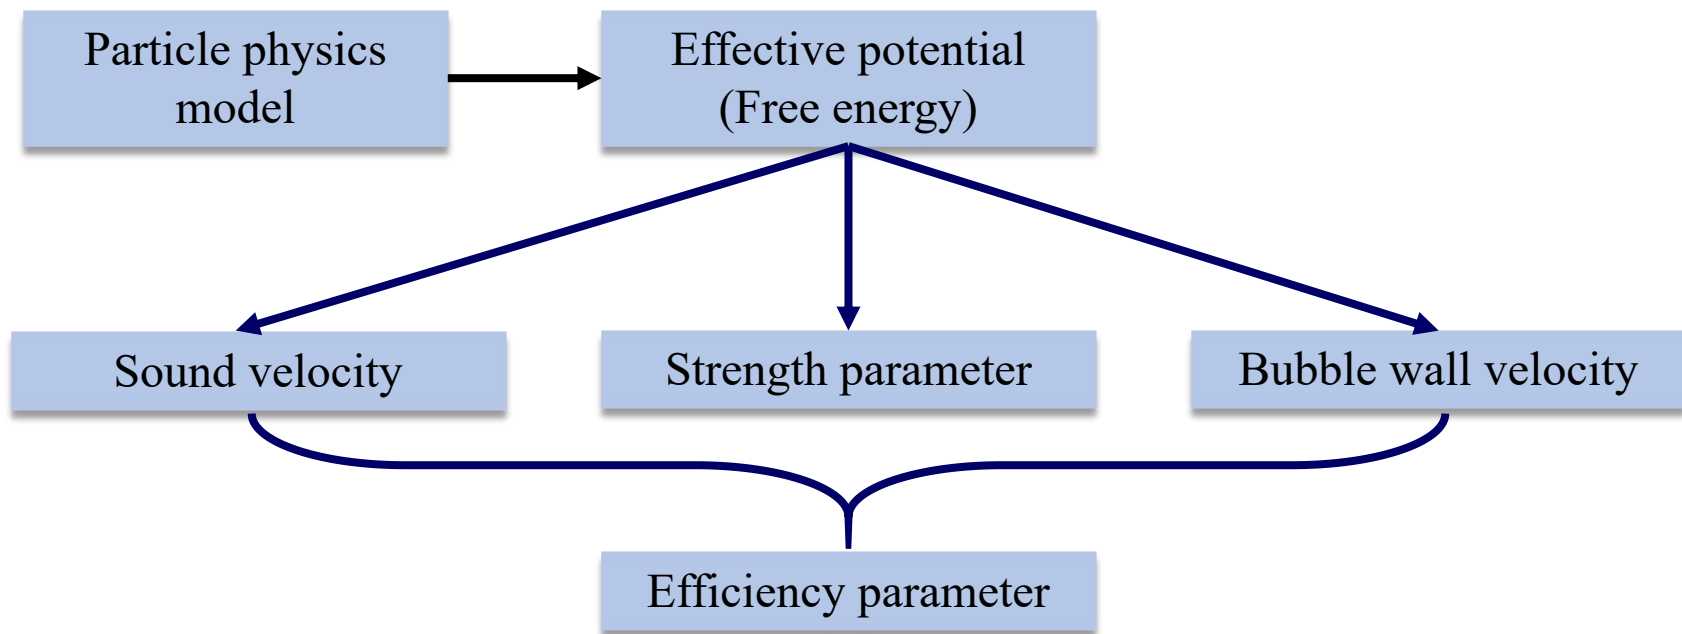 Particle physics
model
Effective potential
(Free energy)
Sound velocity
Strength parameter
Bubble wall velocity
Efficiency parameter